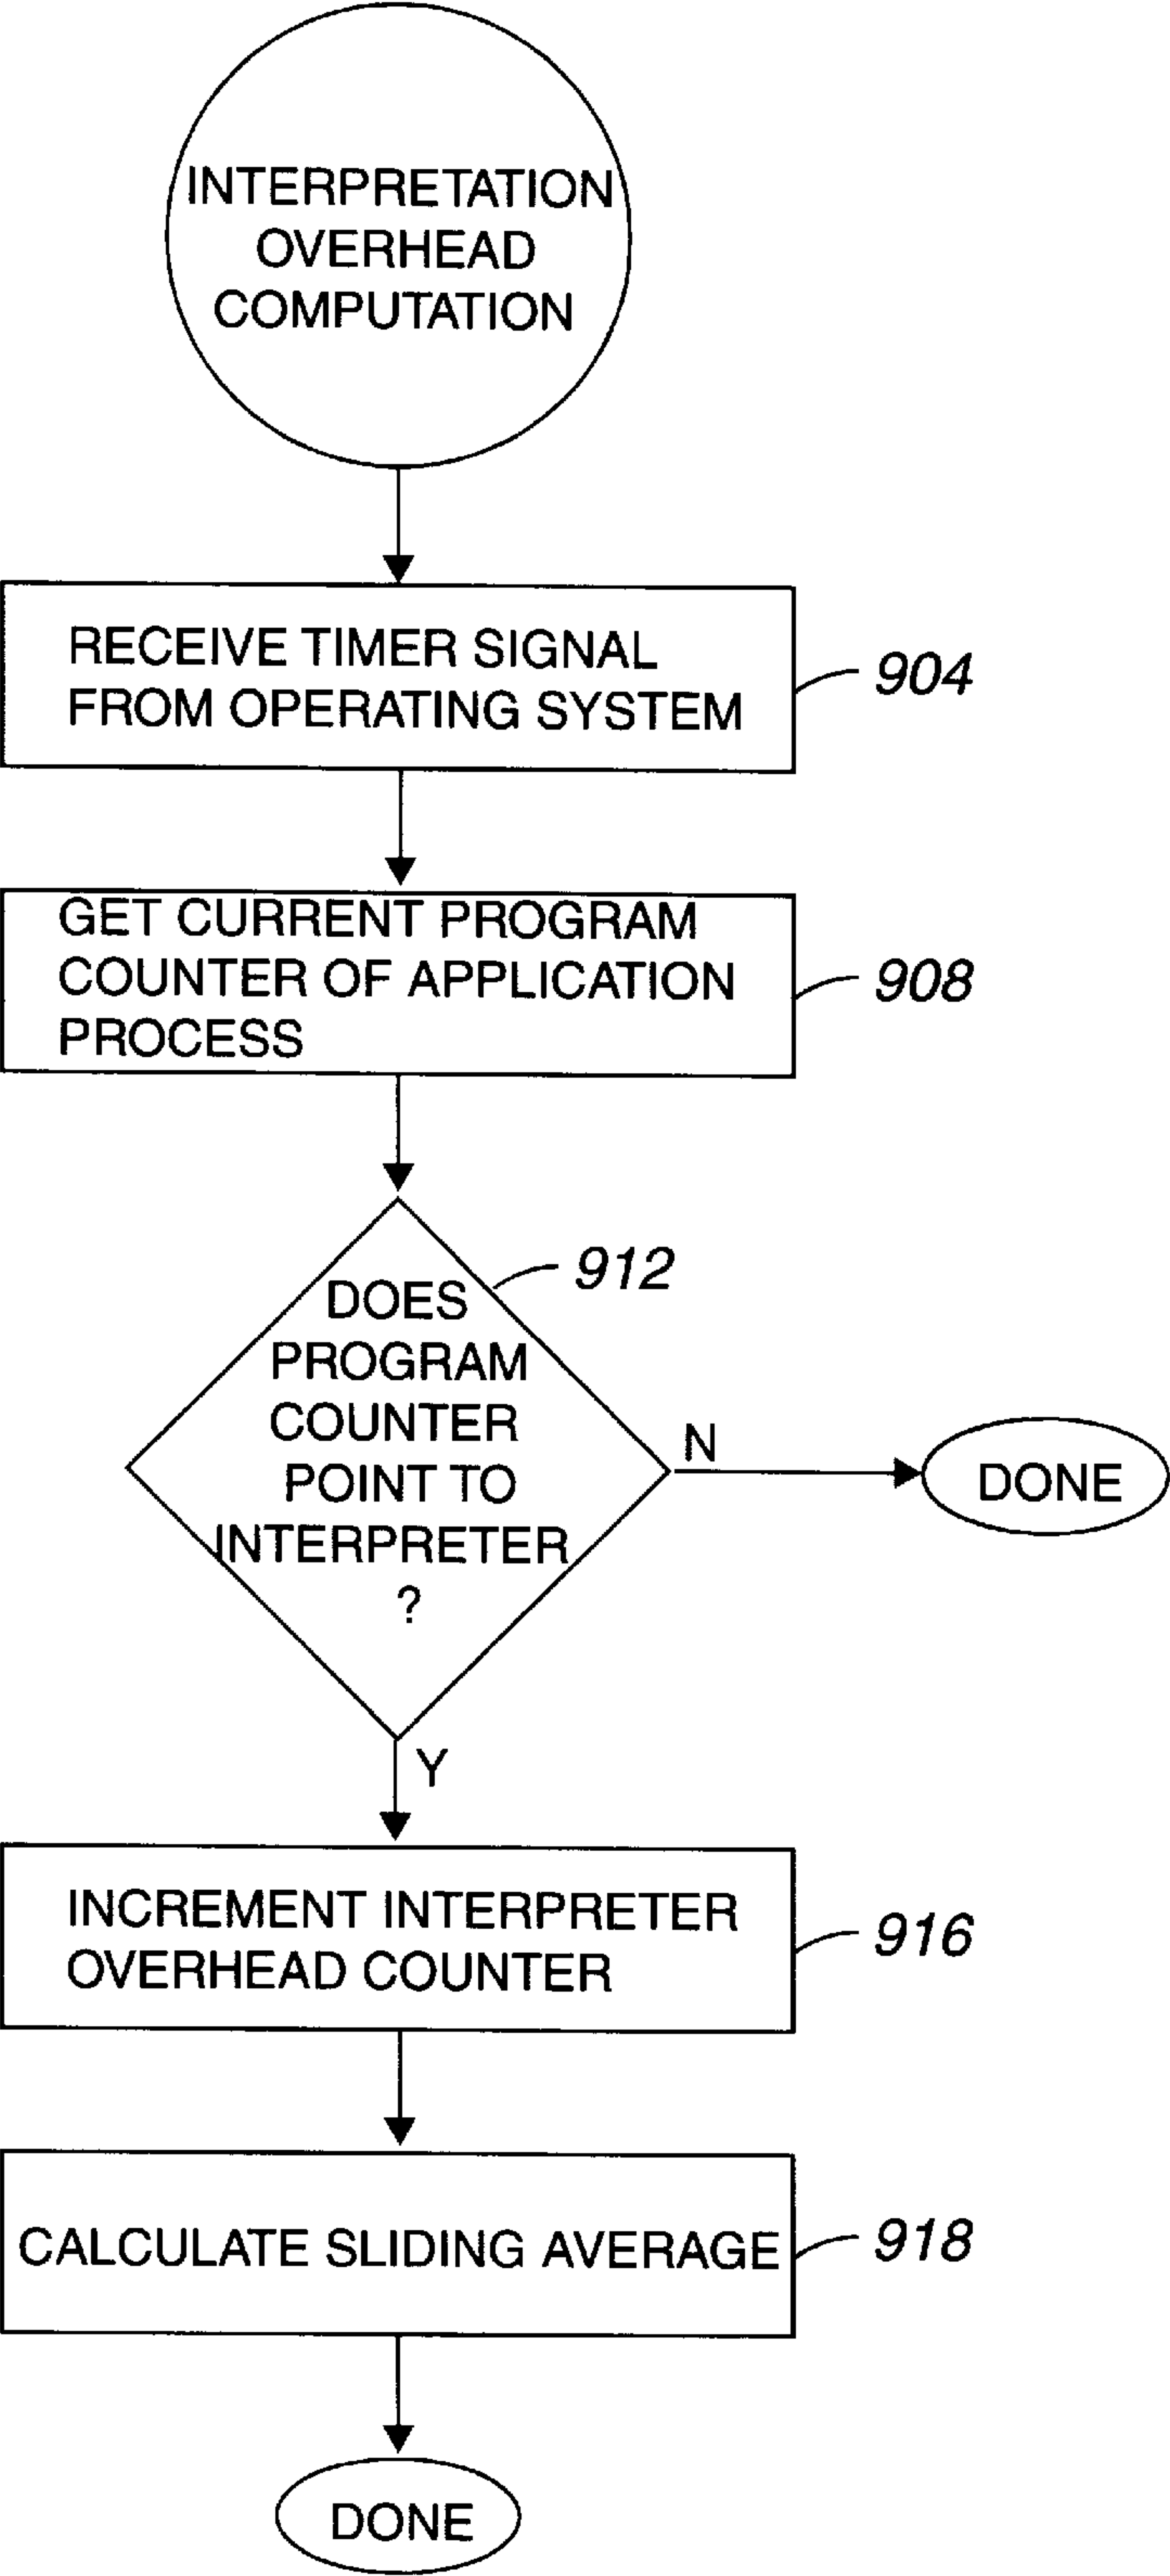 INTERPRETATION
OVERHEAD
COMPUTATION
RECEIVE TIMER SIGNAL
FROM OPERATING SYSTEM
904
GET CURRENT PROGRAM
COUNTER OF APPLICATION
PROCESS
908
912
DOES
PROGRAM
COUNTER
POINT TO
INTERPRETER
?
N
DONE
Y
INCREMENT INTERPRETER
OVERHEAD COUNTER
916
CALCULATE SLIDING AVERAGE
918
DONE